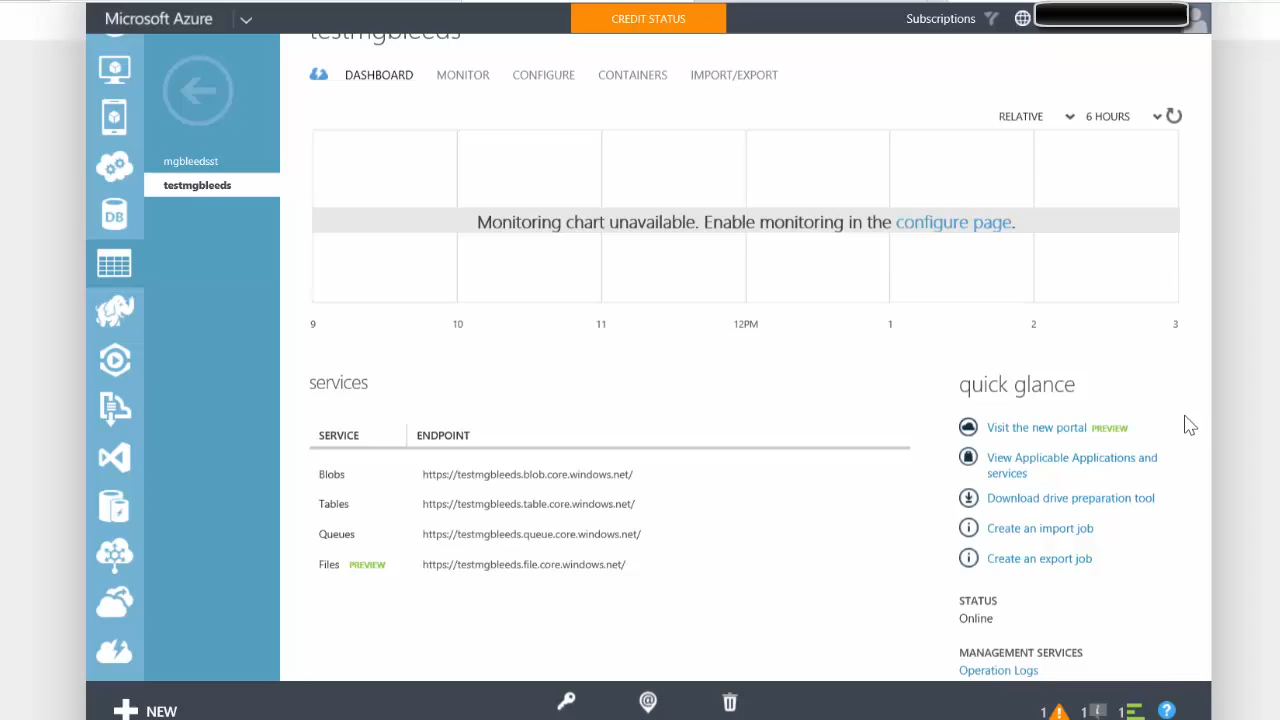 Microsoft Azure
CREDIT STATUS
Subscriptions
testmgbleeds
DASHBOARD MONITOR CONFIGURE CONTAINERS IMPORT/EXPORT
RELATIVE 6 HOURS
mgbleedsst
testmgbleeds
DB
Monitoring chart unavailable. Enable monitoring in the configure page.
9 10 11 12PM 1 2 3
services
quick glance
SERVICE ENDPOINT
Blobs https://testmgbleeds.blob.core.windows.net/
Tables https://testmgbleeds.table.core.windows.net/
Queues https://testmgbleeds.queue.core.windows.net/
Files PREVIEW https://testmgbleeds.file.core.windows.net/
Visit the new portal PREVIEW
View Applicable Applications and
services
Download drive preparation tool
Create an import job
Create an export job
STATUS
Online
MANAGEMENT SERVICES
Operation Logs
NEW
1 1 1 ?